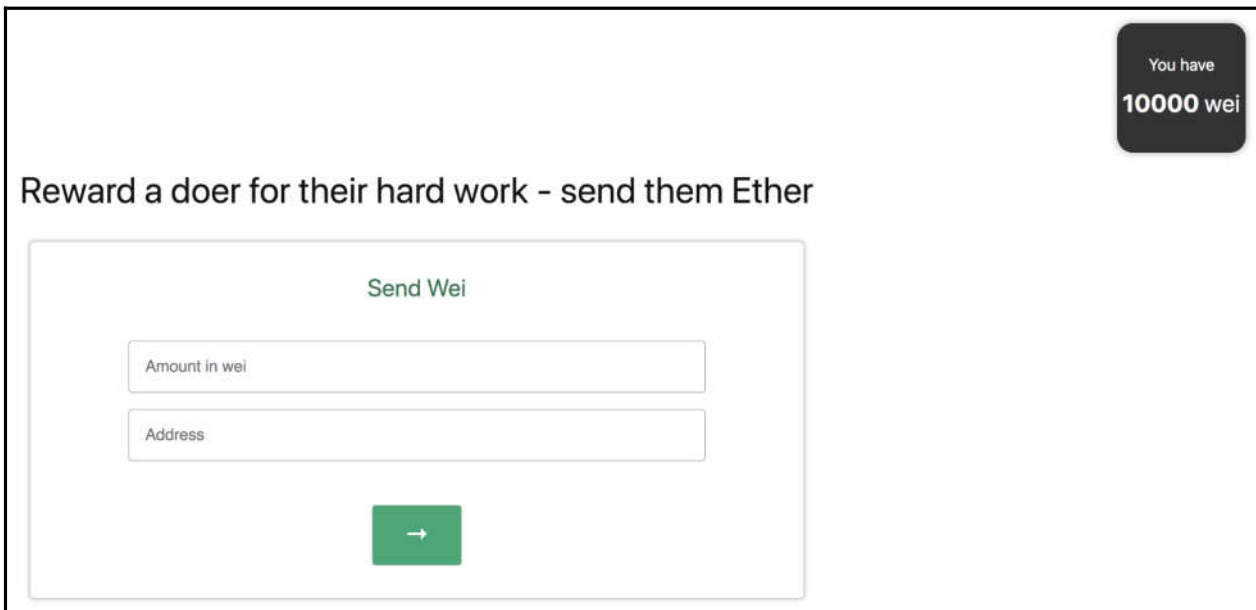 You have
10000 wei
Reward a doer for their hard work - send them Ether
Send Wei
Amount in wei
Address
→